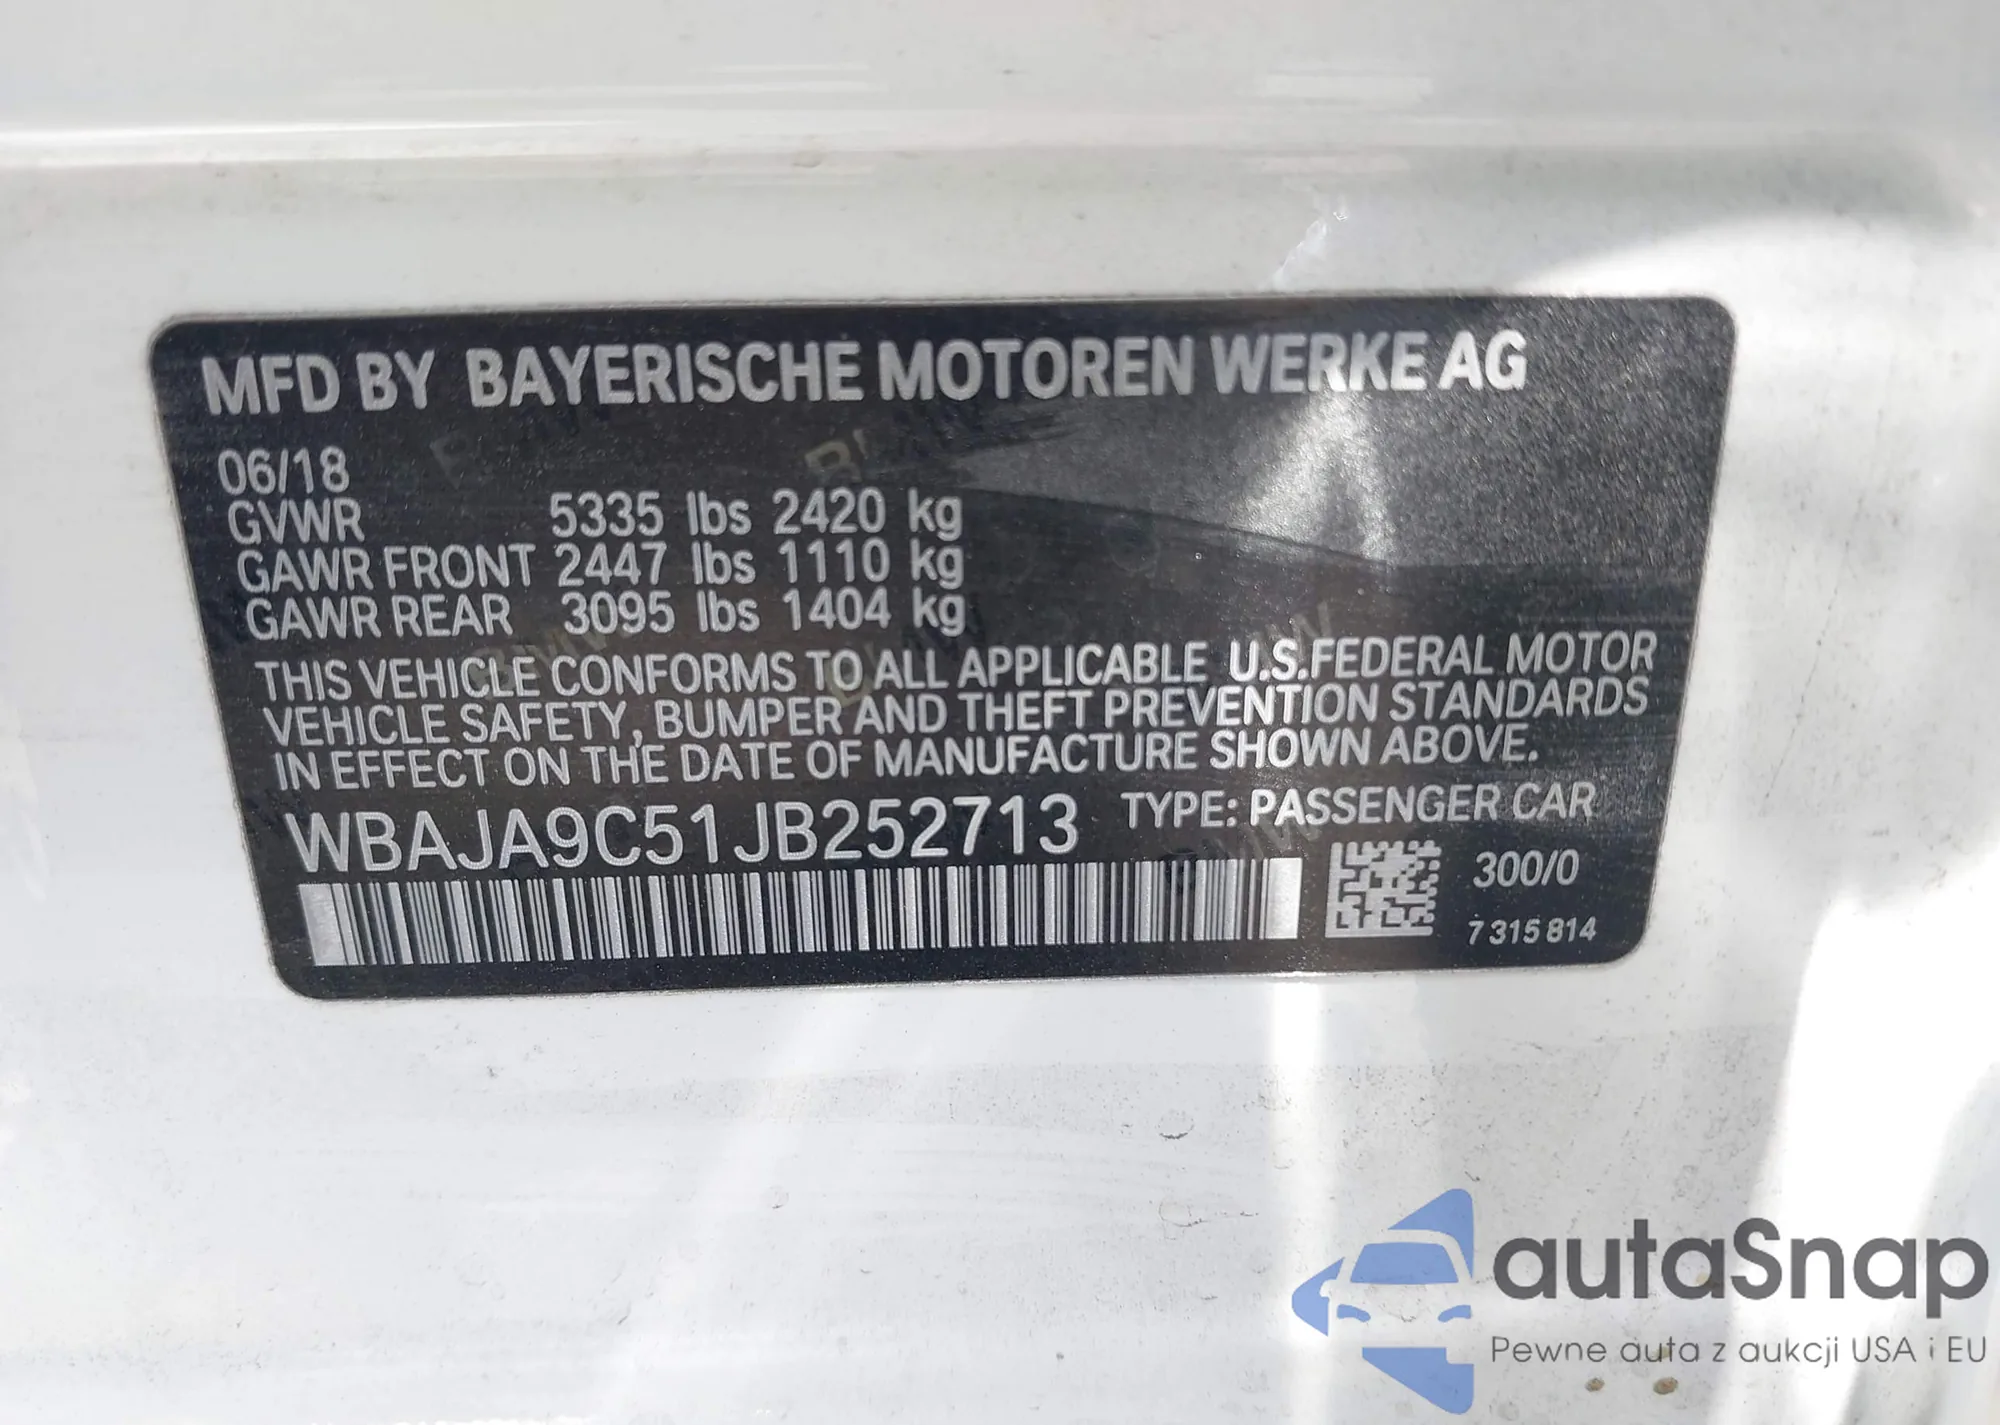 MFD BY BAYERISCHE MOTOREN WERKE AG
06/18
GVWR 5335 lbs 2420 kg
GAWR FRONT 2447 lbs 1110 kg
GAWR REAR 3095 lbs 1404 kg
THIS VEHICLE CONFORMS TO ALL APPLICABLE U.S.FEDERAL MOTOR
VEHICLE SAFETY, BUMPER AND THEFT PREVENTION STANDARDS
IN EFFECT ON THE DATE OF MANUFACTURE SHOWN ABOVE.
WBAJA9C51JB252713 TYPE: PASSENGER CAR
300/0
7 315 814
autaSnap
Pewne auta z aukcji USA i EU